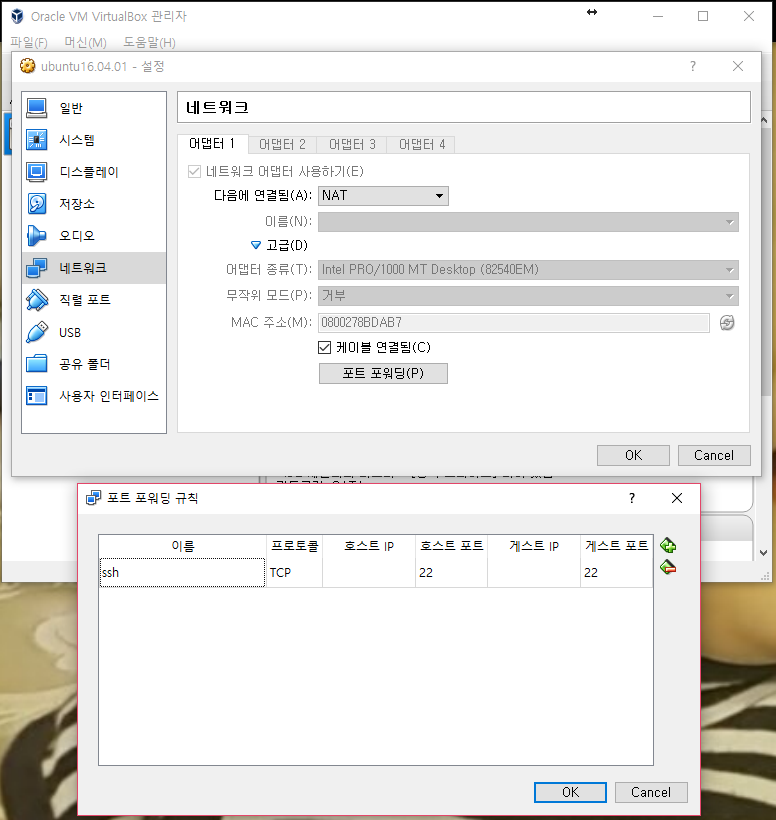 Oracle VM VirtualBox 관리자
파일(F) 머신(M) 도움말(H)
ubuntu16.04.01 - 설정
일반
시스템
디스플레이
저장소
오디오
네트워크
직렬 포트
USB
공유 폴더
사용자 인터페이스
네트워크
어댑터 1 어댑터 2 어댑터 3 어댑터 4
네트워크 어댑터 사용하기(E)
다음에 연결됨(A): NAT
이름(N):
고급(D)
어댑터 종류(T): Intel PRO/1000 MT Desktop (82540EM)
무작위 모드(P): 거부
MAC 주소(M): 0800278BDAB7
케이블 연결됨(C)
포트 포워딩(P)
OK Cancel
포트 포워딩 규칙
이름 프로토콜 호스트 IP 호스트 포트 게스트 IP 게스트 포트
ssh TCP 22 22
OK Cancel